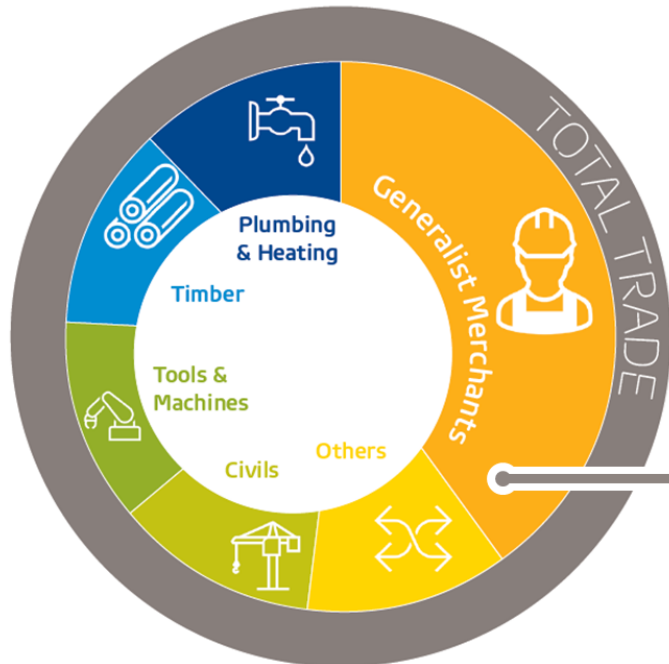 TOTAL TRADE
Generalist Merchants
Plumbing
& Heating
Timber
Tools &
Machines
Civils
Others